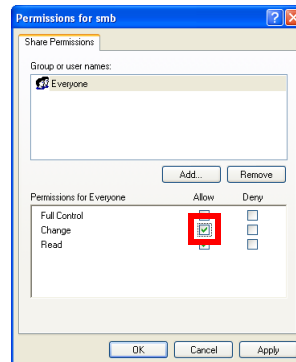 Permissions for smb
Share Permissions
Group or user names:
Everyone
Add... Remove
Permissions for Everyone Allow Deny
Full Control
Change
Read
OK Cancel Apply